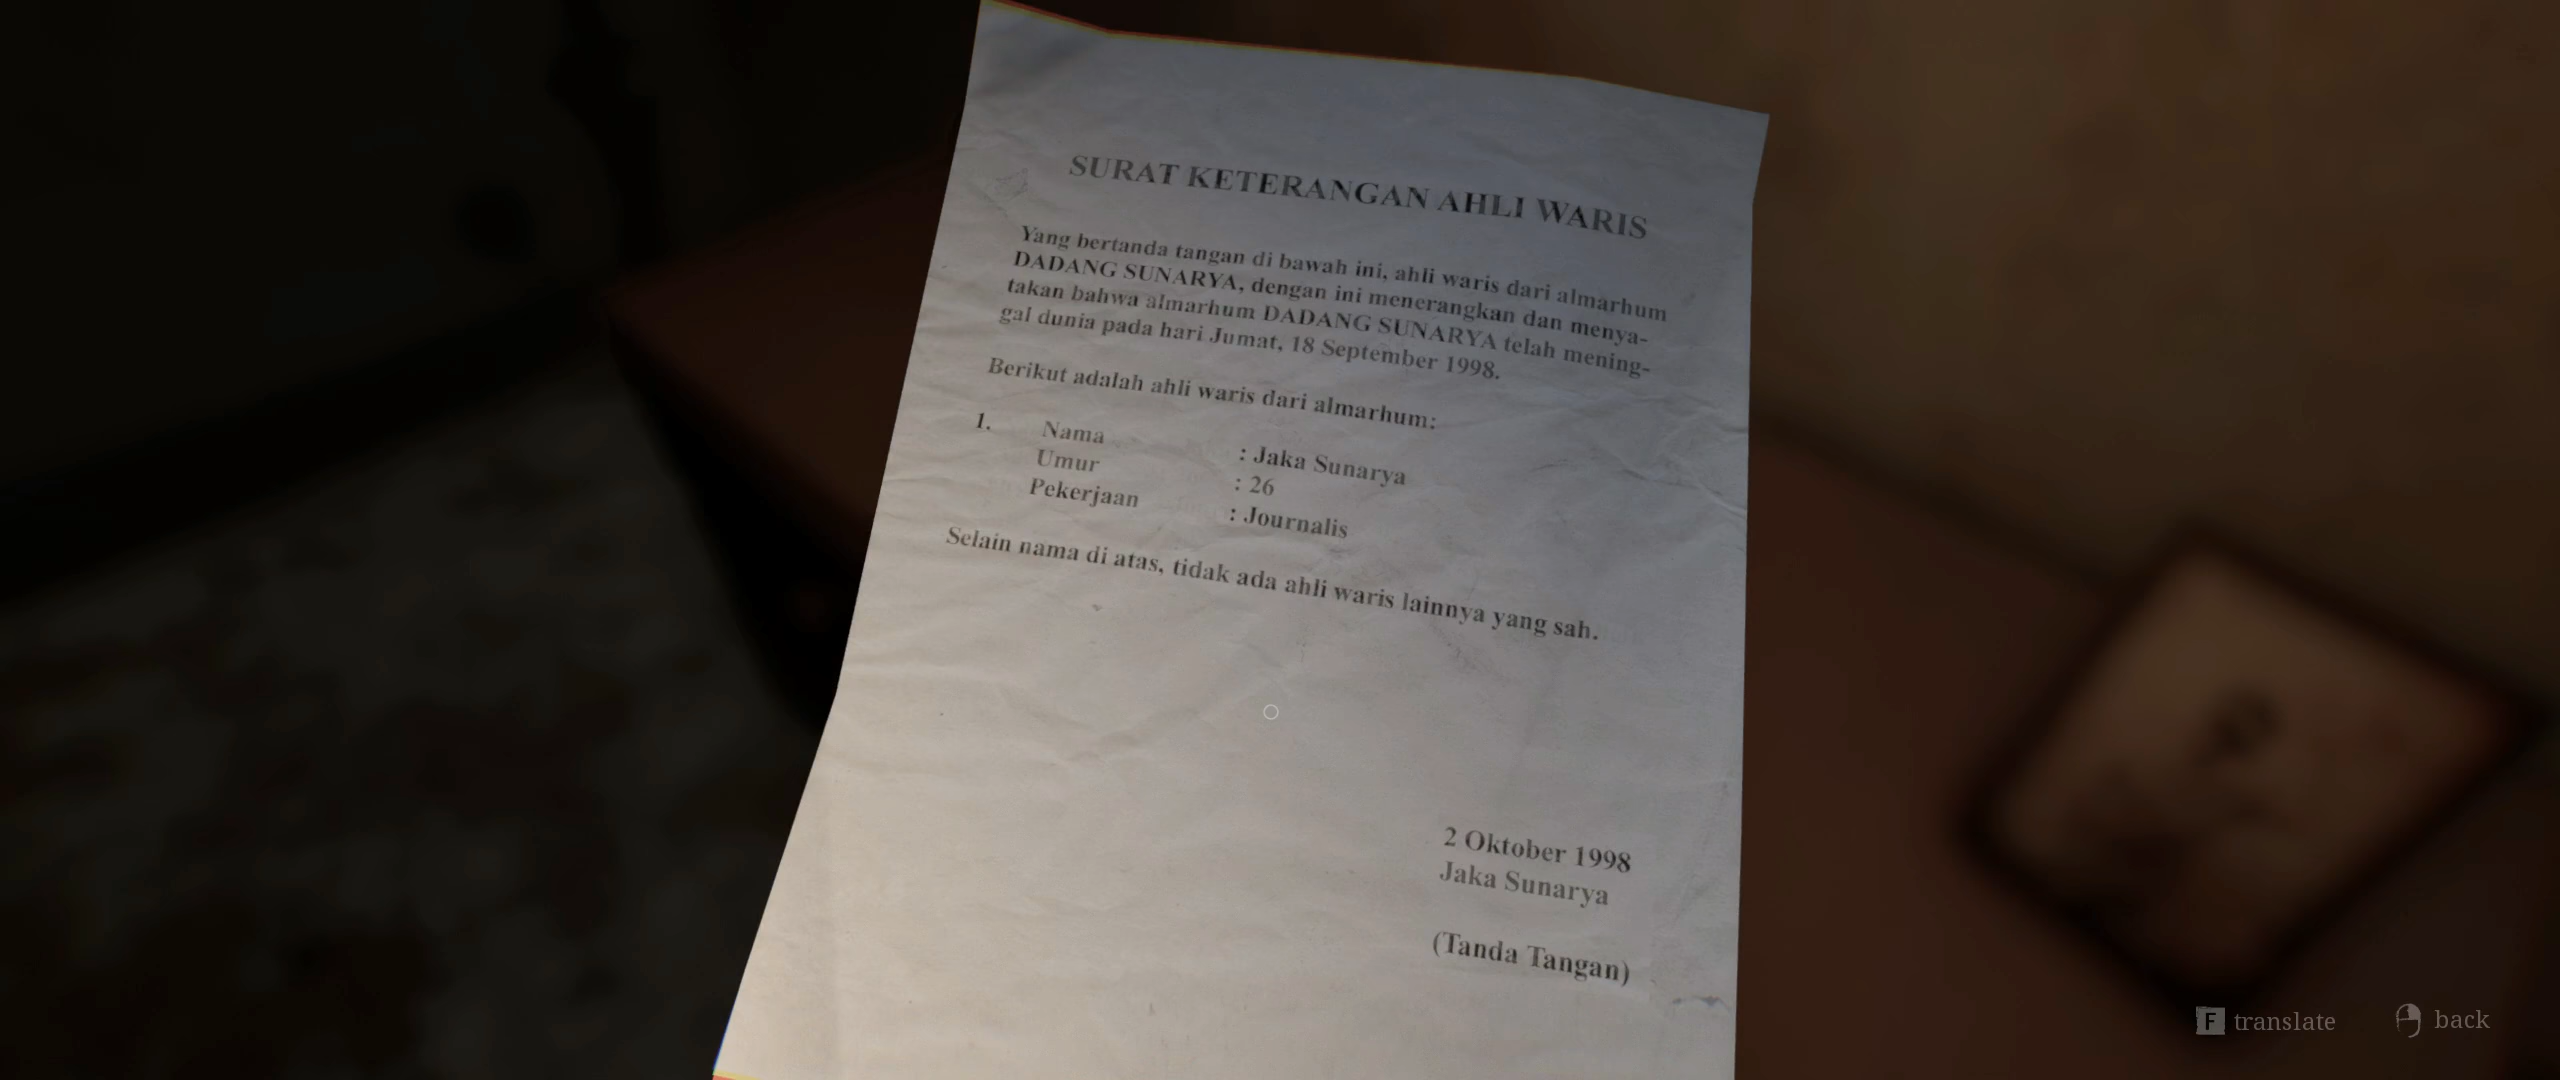 SURAT KETERANGAN AHLI WARIS
Yang bertanda tangan di bawah ini, ahli waris dari almarhum
DADANG SUNARYA, dengan ini menerangkan dan menya-
takan bahwa almarhum DADANG SUNARYA telah mening-
gal dunia pada hari Jumat, 18 September 1998.
Berikut adalah ahli waris dari almarhum:
1. Nama : Jaka Sunarya
Umur : 26
Pekerjaan : Journalis
Selain nama di atas, tidak ada ahli waris lainnya yang sah.
2 Oktober 1998
Jaka Sunarya
(Tanda Tangan)
F translate
back